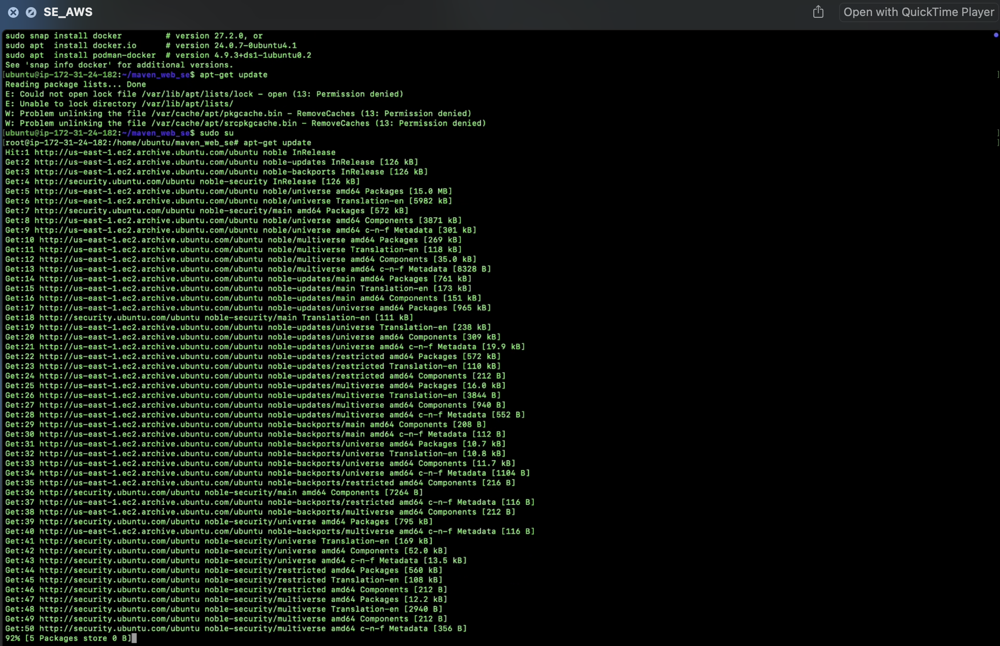 SE_AWS
Open with QuickTime Player
sudo snap install docker         # version 27.2.0, or
sudo apt  install docker.io      # version 24.0.7-0ubuntu4.1
sudo apt  install podman-docker  # version 4.9.3+ds1-1ubuntu0.2
See 'snap info docker' for additional versions.
[ubuntu@ip-172-31-24-182:~/maven_web_se$ apt-get update ]
Reading package lists... Done
E: Could not open lock file /var/lib/apt/lists/lock - open (13: Permission denied)
E: Unable to lock directory /var/lib/apt/lists/
W: Problem unlinking the file /var/cache/apt/pkgcache.bin - RemoveCaches (13: Permission denied)
W: Problem unlinking the file /var/cache/apt/srcpkgcache.bin - RemoveCaches (13: Permission denied)
[ubuntu@ip-172-31-24-182:~/maven_web_se$ sudo su ]
[root@ip-172-31-24-182:/home/ubuntu/maven_web_se# apt-get update ]
Hit:1 http://us-east-1.ec2.archive.ubuntu.com/ubuntu noble InRelease
Get:2 http://us-east-1.ec2.archive.ubuntu.com/ubuntu noble-updates InRelease [126 kB]
Get:3 http://us-east-1.ec2.archive.ubuntu.com/ubuntu noble-backports InRelease [126 kB]
Get:4 http://security.ubuntu.com/ubuntu noble-security InRelease [126 kB]
Get:5 http://us-east-1.ec2.archive.ubuntu.com/ubuntu noble/universe amd64 Packages [15.0 MB]
Get:6 http://us-east-1.ec2.archive.ubuntu.com/ubuntu noble/universe Translation-en [5982 kB]
Get:7 http://security.ubuntu.com/ubuntu noble-security/main amd64 Packages [572 kB]
Get:8 http://us-east-1.ec2.archive.ubuntu.com/ubuntu noble/universe amd64 Components [3871 kB]
Get:9 http://us-east-1.ec2.archive.ubuntu.com/ubuntu noble/universe amd64 c-n-f Metadata [301 kB]
Get:10 http://us-east-1.ec2.archive.ubuntu.com/ubuntu noble/multiverse amd64 Packages [269 kB]
Get:11 http://us-east-1.ec2.archive.ubuntu.com/ubuntu noble/multiverse Translation-en [118 kB]
Get:12 http://us-east-1.ec2.archive.ubuntu.com/ubuntu noble/multiverse amd64 Components [35.0 kB]
Get:13 http://us-east-1.ec2.archive.ubuntu.com/ubuntu noble/multiverse amd64 c-n-f Metadata [8328 B]
Get:14 http://us-east-1.ec2.archive.ubuntu.com/ubuntu noble-updates/main amd64 Packages [761 kB]
Get:15 http://us-east-1.ec2.archive.ubuntu.com/ubuntu noble-updates/main Translation-en [173 kB]
Get:16 http://us-east-1.ec2.archive.ubuntu.com/ubuntu noble-updates/main amd64 Components [151 kB]
Get:17 http://us-east-1.ec2.archive.ubuntu.com/ubuntu noble-updates/universe amd64 Packages [965 kB]
Get:18 http://security.ubuntu.com/ubuntu noble-security/main Translation-en [111 kB]
Get:19 http://us-east-1.ec2.archive.ubuntu.com/ubuntu noble-updates/universe Translation-en [238 kB]
Get:20 http://us-east-1.ec2.archive.ubuntu.com/ubuntu noble-updates/universe amd64 Components [309 kB]
Get:21 http://us-east-1.ec2.archive.ubuntu.com/ubuntu noble-updates/universe amd64 c-n-f Metadata [19.9 kB]
Get:22 http://us-east-1.ec2.archive.ubuntu.com/ubuntu noble-updates/restricted amd64 Packages [572 kB]
Get:23 http://us-east-1.ec2.archive.ubuntu.com/ubuntu noble-updates/restricted Translation-en [110 kB]
Get:24 http://us-east-1.ec2.archive.ubuntu.com/ubuntu noble-updates/restricted amd64 Components [212 B]
Get:25 http://us-east-1.ec2.archive.ubuntu.com/ubuntu noble-updates/multiverse amd64 Packages [16.0 kB]
Get:26 http://us-east-1.ec2.archive.ubuntu.com/ubuntu noble-updates/multiverse Translation-en [3844 B]
Get:27 http://us-east-1.ec2.archive.ubuntu.com/ubuntu noble-updates/multiverse amd64 Components [940 B]
Get:28 http://us-east-1.ec2.archive.ubuntu.com/ubuntu noble-updates/multiverse amd64 c-n-f Metadata [552 B]
Get:29 http://us-east-1.ec2.archive.ubuntu.com/ubuntu noble-backports/main amd64 Components [208 B]
Get:30 http://us-east-1.ec2.archive.ubuntu.com/ubuntu noble-backports/main amd64 c-n-f Metadata [112 B]
Get:31 http://us-east-1.ec2.archive.ubuntu.com/ubuntu noble-backports/universe amd64 Packages [10.7 kB]
Get:32 http://us-east-1.ec2.archive.ubuntu.com/ubuntu noble-backports/universe Translation-en [10.8 kB]
Get:33 http://us-east-1.ec2.archive.ubuntu.com/ubuntu noble-backports/universe amd64 Components [11.7 kB]
Get:34 http://us-east-1.ec2.archive.ubuntu.com/ubuntu noble-backports/universe amd64 c-n-f Metadata [1104 B]
Get:35 http://us-east-1.ec2.archive.ubuntu.com/ubuntu noble-backports/restricted amd64 Components [216 B]
Get:36 http://security.ubuntu.com/ubuntu noble-security/main amd64 Components [7264 B]
Get:37 http://us-east-1.ec2.archive.ubuntu.com/ubuntu noble-backports/restricted amd64 c-n-f Metadata [116 B]
Get:38 http://us-east-1.ec2.archive.ubuntu.com/ubuntu noble-backports/multiverse amd64 Components [212 B]
Get:39 http://security.ubuntu.com/ubuntu noble-security/universe amd64 Packages [795 kB]
Get:40 http://us-east-1.ec2.archive.ubuntu.com/ubuntu noble-backports/multiverse amd64 c-n-f Metadata [116 B]
Get:41 http://security.ubuntu.com/ubuntu noble-security/universe Translation-en [169 kB]
Get:42 http://security.ubuntu.com/ubuntu noble-security/universe amd64 Components [52.0 kB]
Get:43 http://security.ubuntu.com/ubuntu noble-security/universe amd64 c-n-f Metadata [13.5 kB]
Get:44 http://security.ubuntu.com/ubuntu noble-security/restricted amd64 Packages [560 kB]
Get:45 http://security.ubuntu.com/ubuntu noble-security/restricted Translation-en [108 kB]
Get:46 http://security.ubuntu.com/ubuntu noble-security/restricted amd64 Components [212 B]
Get:47 http://security.ubuntu.com/ubuntu noble-security/multiverse amd64 Packages [12.2 kB]
Get:48 http://security.ubuntu.com/ubuntu noble-security/multiverse Translation-en [2940 B]
Get:49 http://security.ubuntu.com/ubuntu noble-security/multiverse amd64 Components [212 B]
Get:50 http://security.ubuntu.com/ubuntu noble-security/multiverse amd64 c-n-f Metadata [356 B]
92% [5 Packages store 0 B]